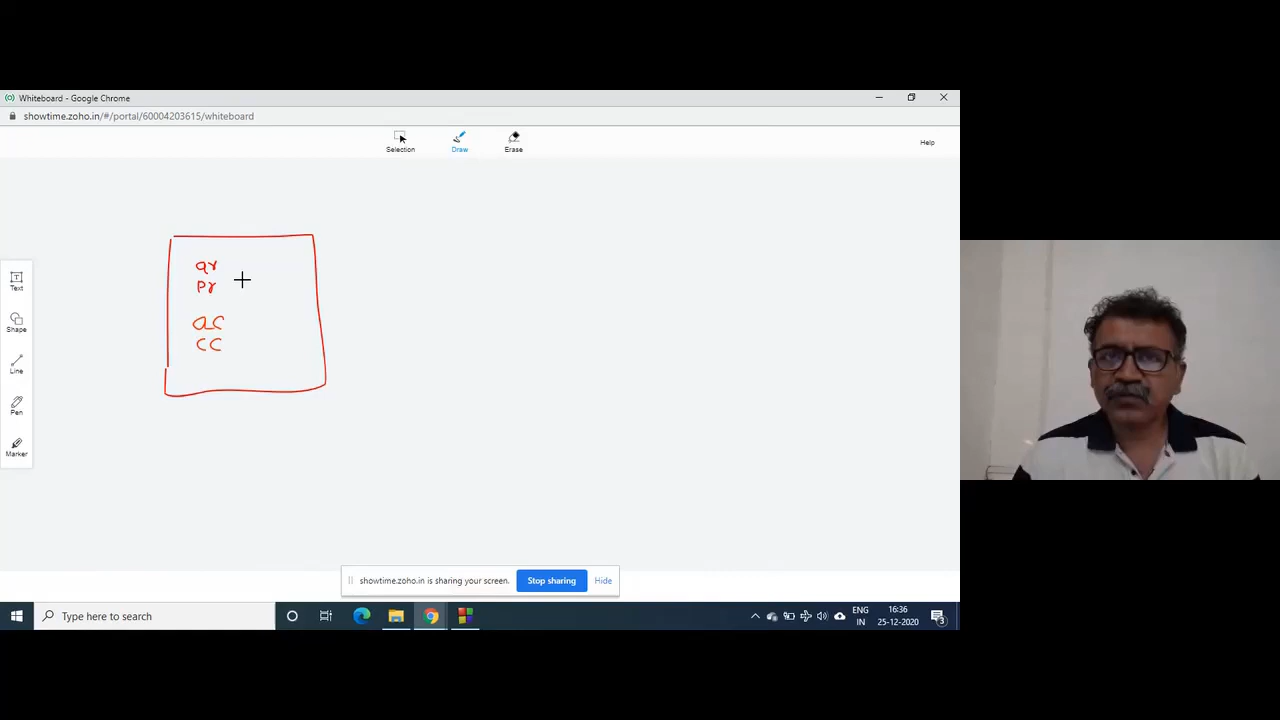 Whiteboard - Google Chrome
showtime.zoho.in/#/portal/60004203615/whiteboard
Selection
Draw
Erase
Help
Text
Shape
Line
Pen
Marker
ar
Pr
ac
CC
showtime.zoho.in is sharing your screen.
Stop sharing
Hide
Type here to search
ENG
IN
16:36
25-12-2020
3